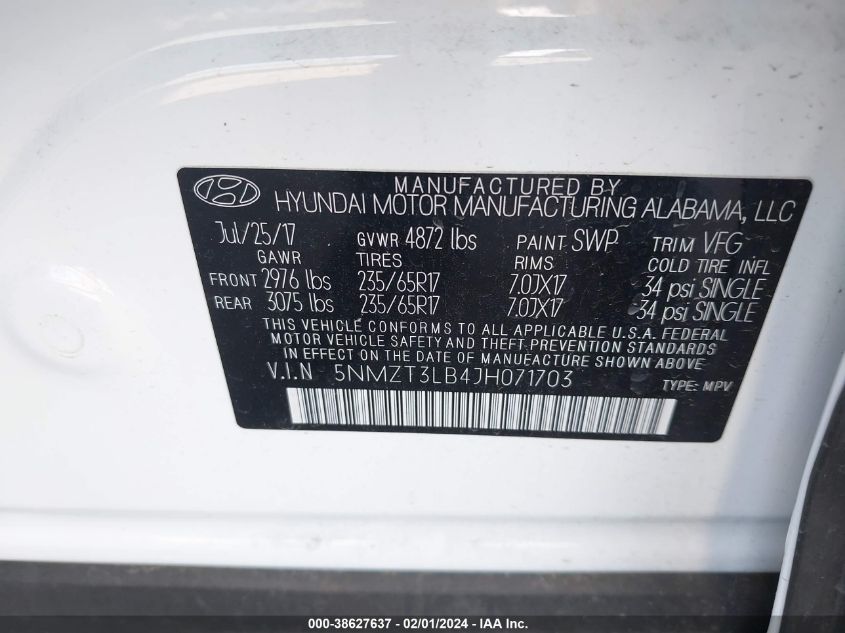 MANUFACTURED BY
HYUNDAI MOTOR MANUFACTURING ALABAMA, LLC
Jul/25/17 GVWR 4872 lbs PAINT SWP TRIM VFG
GAWR TIRES RIMS COLD TIRE INFL
FRONT 2976 lbs 235/65R17 7.0JX17 34 psi SINGLE
REAR 3075 lbs 235/65R17 7.0JX17 34 psi SINGLE
THIS VEHICLE CONFORMS TO ALL APPLICABLE U.S.A. FEDERAL
MOTOR VEHICLE SAFETY AND THEFT PREVENTION STANDARDS
IN EFFECT ON THE DATE OF MANUFACTURE SHOWN ABOVE.
V.I.N 5NMZT3LB4JH071703 TYPE: MPV
000-38627637 - 02/01/2024 - IAA Inc.